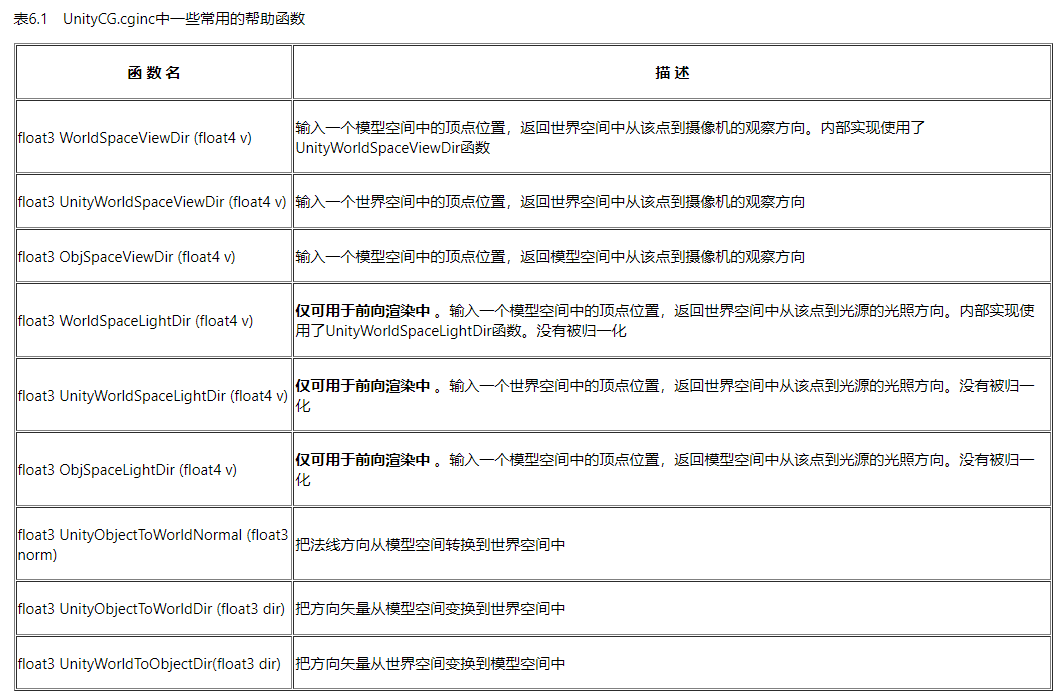 表6.1 UnityCG.cginc中一些常用的帮助函数
函 数 名
描 述
float3 WorldSpaceViewDir (float4 v)
输入一个模型空间中的顶点位置，返回世界空间中从该点到摄像机的观察方向。内部实现使用了
UnityWorldSpaceViewDir函数
float3 UnityWorldSpaceViewDir (float4 v)
输入一个世界空间中的顶点位置，返回世界空间中从该点到摄像机的观察方向
float3 ObjSpaceViewDir (float4 v)
输入一个模型空间中的顶点位置，返回模型空间中从该点到摄像机的观察方向
float3 WorldSpaceLightDir (float4 v)
仅可用于前向渲染中 。输入一个模型空间中的顶点位置，返回世界空间中从该点到光源的光照方向。内部实现使
用了UnityWorldSpaceLightDir函数。没有被归一化
float3 UnityWorldSpaceLightDir (float4 v)
仅可用于前向渲染中 。输入一个世界空间中的顶点位置，返回世界空间中从该点到光源的光照方向。没有被归一
化
float3 ObjSpaceLightDir (float4 v)
仅可用于前向渲染中 。输入一个模型空间中的顶点位置，返回模型空间中从该点到光源的光照方向。没有被归一
化
float3 UnityObjectToWorldNormal (float3
norm)
把法线方向从模型空间转换到世界空间中
float3 UnityObjectToWorldDir (float3 dir)
把方向矢量从模型空间变换到世界空间中
float3 UnityWorldToObjectDir(float3 dir)
把方向矢量从世界空间变换到模型空间中